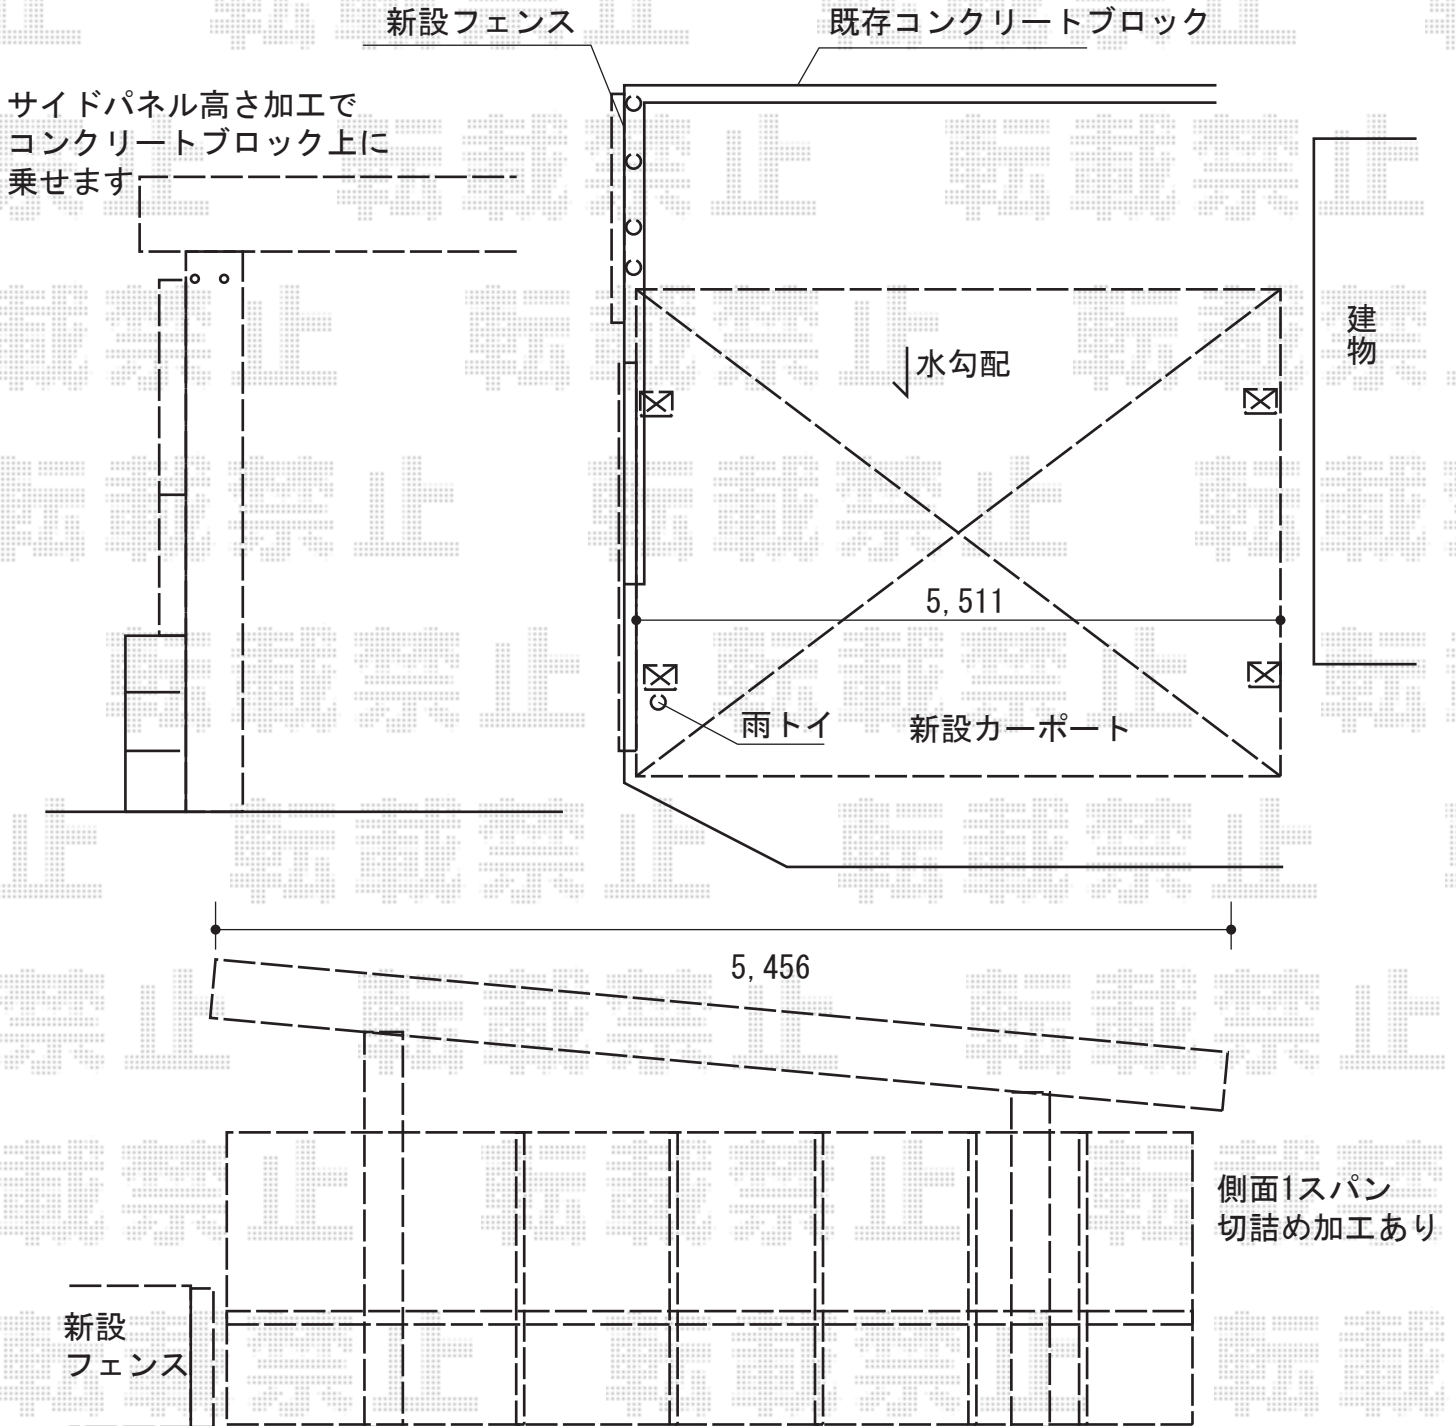 新設フェンス
既存コンクリートブロック
サイドパネル高さ加工で
コンクリートブロック上に
乗せます
建物
水勾配
5,511
雨トイ
新設カーポート
5,456
側面1スパン
切詰め加工あり
新設
フェンス
転載禁止